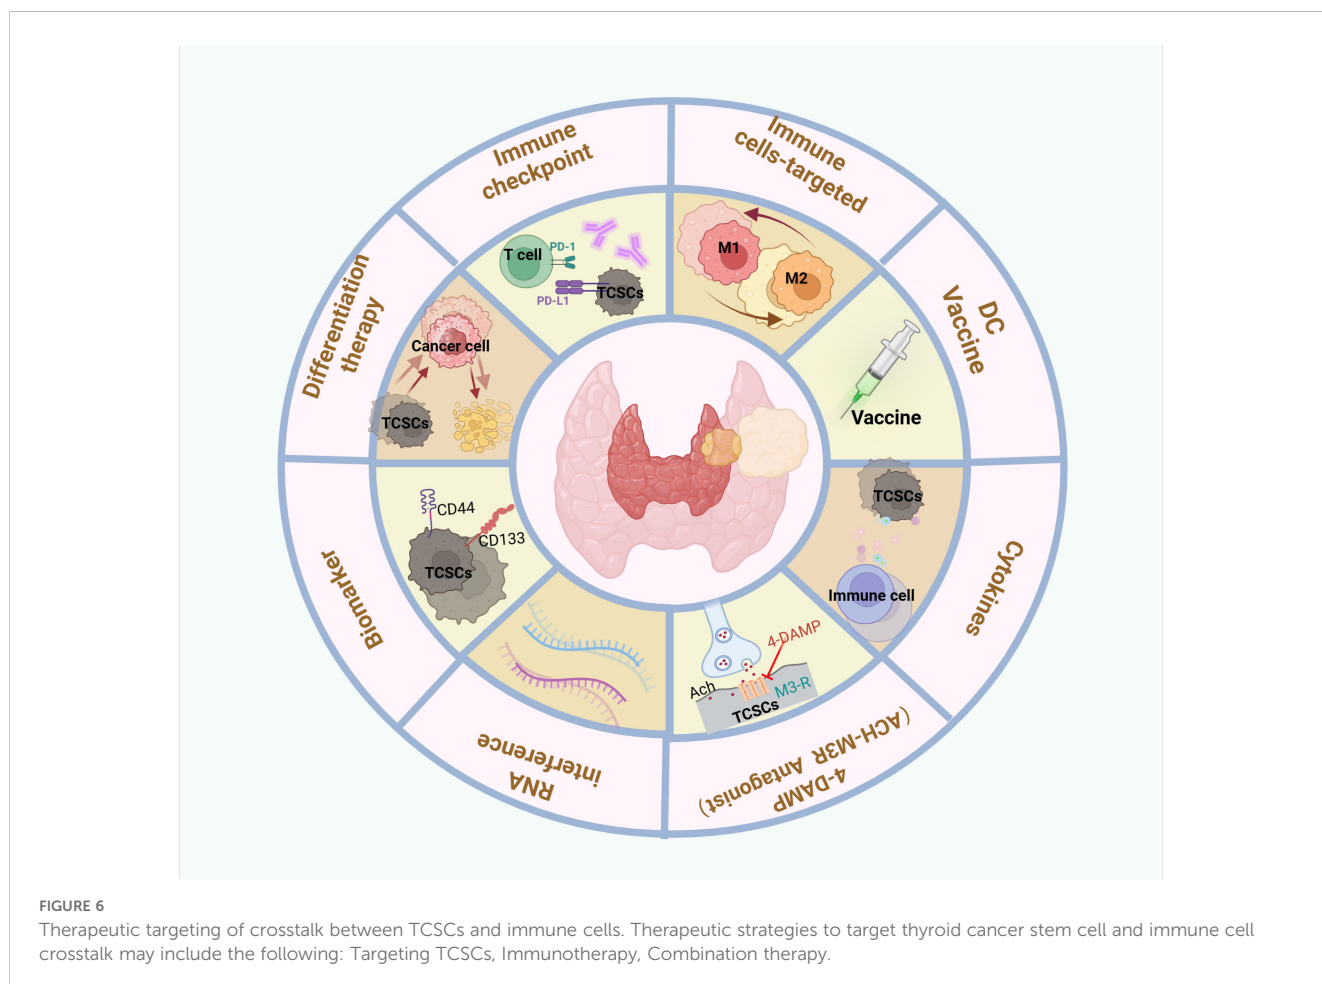 Immune
checkpoint
Immune
cells-targeted
DC
Vaccine
Cytokines
4-DAMP
(ACH-M3R Antagonist)
RNA
interference
Biomarker
Differentiation
therapy
T cell
PD-1
PD-L1
TCSCs
M1
M2
Vaccine
TCSCs
Immune cell
4-DAMP
Ach
M3-R
TCSCs
CD44
CD133
TCSCs
Cancer cell
TCSCs
FIGURE 6
Therapeutic targeting of crosstalk between TCSCs and immune cells. Therapeutic strategies to target thyroid cancer stem cell and immune cell
crosstalk may include the following: Targeting TCSCs, Immunotherapy, Combination therapy.